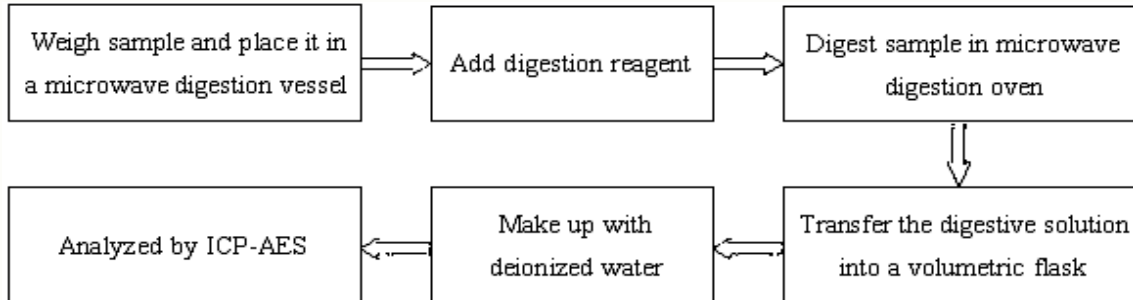 Weigh sample and place it in
a microwave digestion vessel
Add digestion reagent
Digest sample in microwave
digestion oven
Transfer the digestive solution
into a volumetric flask
Make up with
deionized water
Analyzed by ICP-AES